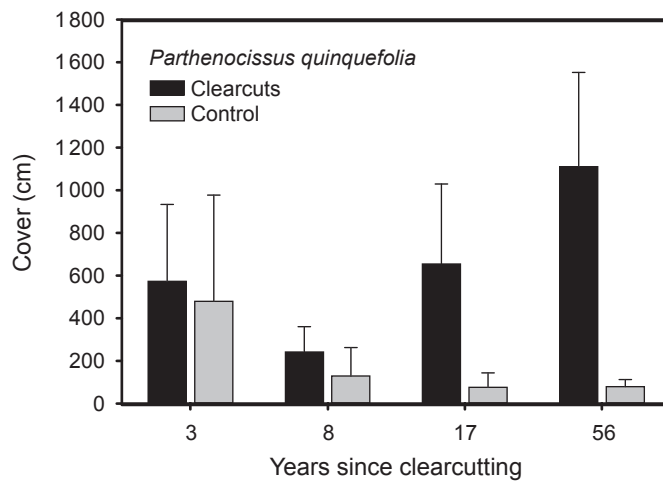 1800
1600
1400
1200
1000
800
600
400
200
0
Cover (cm)
Parthenocissus quinquefolia
Clearcuts
Control
3 8 17 56
Years since clearcutting